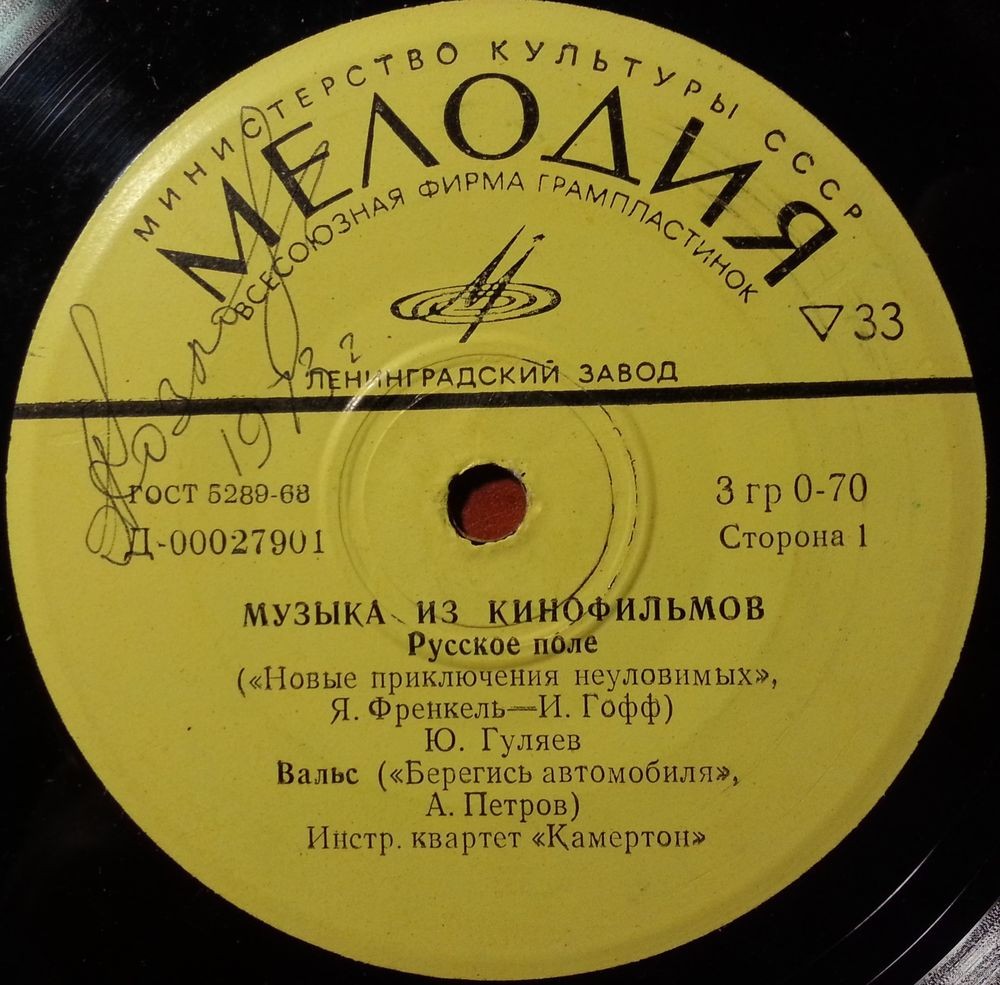 МИНИСТЕРСТВО КУЛЬТУРЫ СССР
МЕЛОДИЯ
ВСЕСОЮЗНАЯ ФИРМА ГРАМПЛАСТИНОК
33
ЛЕНИНГРАДСКИЙ ЗАВОД
ГОСТ 5289-68
3 гр 0-70
Д-00027901
Сторона 1
МУЗЫКА ИЗ КИНОФИЛЬМОВ
Русское поле
(«Новые приключения неуловимых»,
Я. Френкель—И. Гофф)
Ю. Гуляев
Вальс («Берегись автомобиля»,
А. Петров)
Инстр. квартет «Камертон»